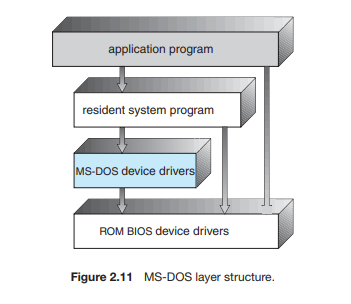 application program
resident system program
MS-DOS device drivers
ROM BIOS device drivers
Figure 2.11 MS-DOS layer structure.